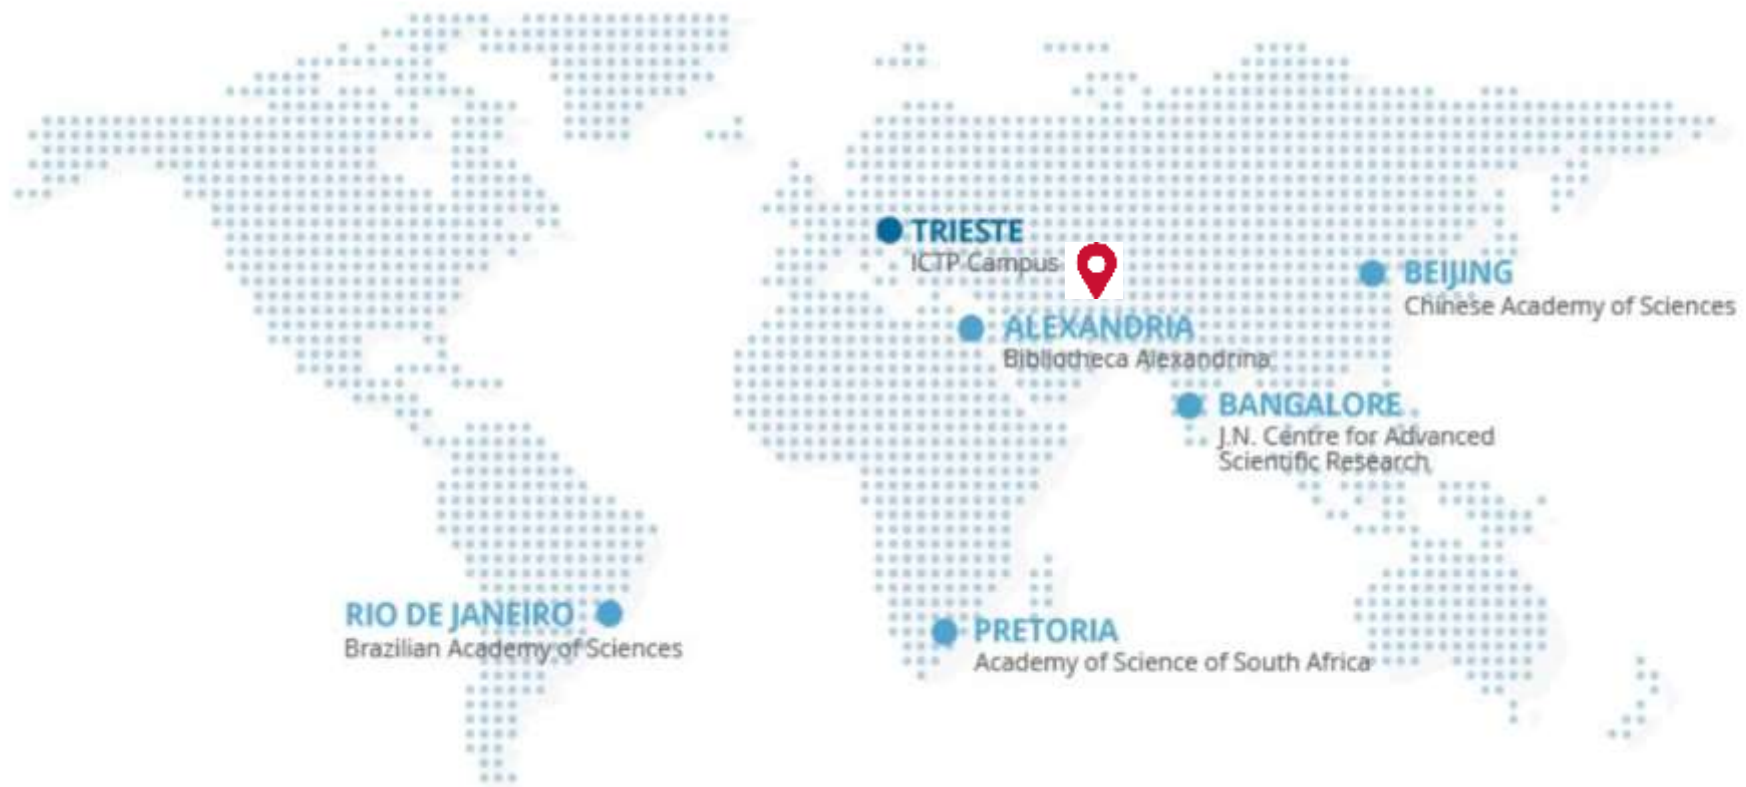 TRIESTE
ICTP Campus
BEIJING
Chinese Academy of Sciences
ALEXANDRIA
Bibliotheca Alexandrina
BANGALORE
J.N. Centre for Advanced
Scientific Research
RIO DE JANEIRO
Brazilian Academy of Sciences
PRETORIA
Academy of Science of South Africa